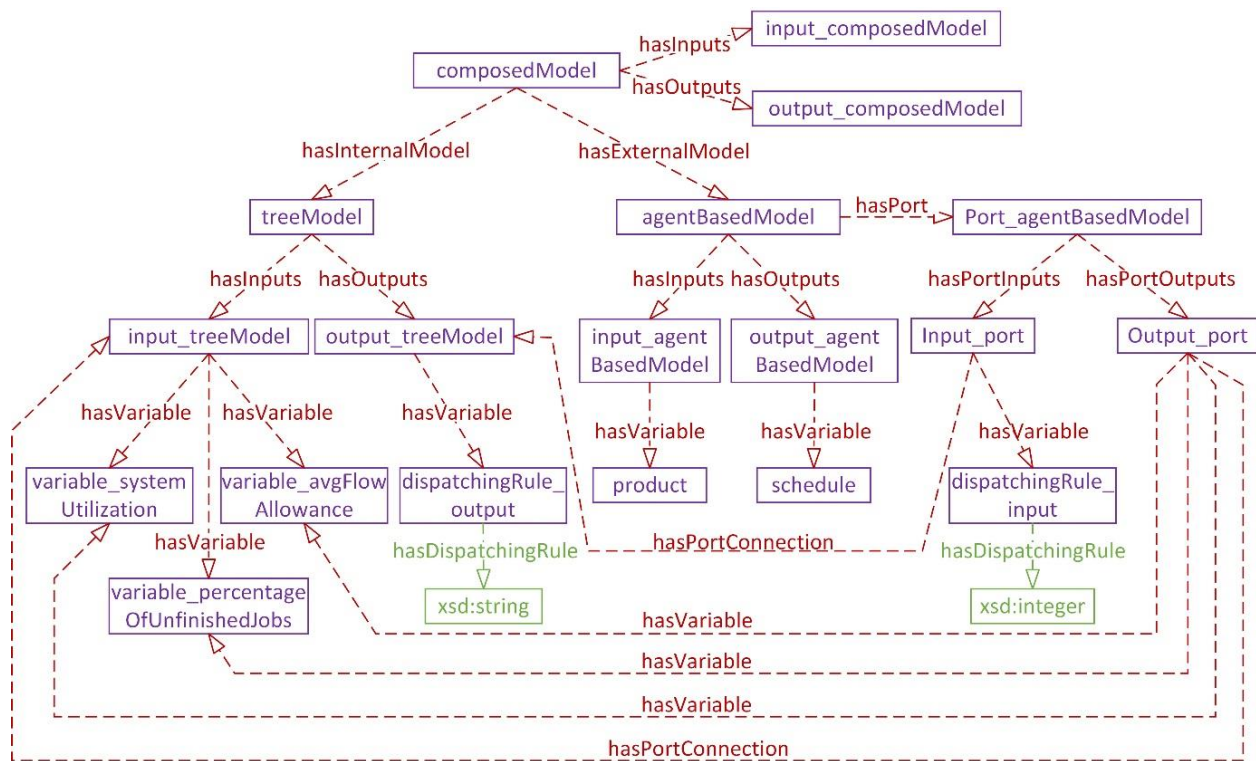 input_composedModel
hasInputs
composedModel
hasOutputs
output_composedModel
hasInternalModel
hasExternalModel
treeModel
agentBasedModel
hasPort
Port_agentBasedModel
hasInputs
hasOutputs
hasInputs
hasOutputs
hasPortInputs
hasPortOutputs
input_treeModel
output_treeModel
input_agent
BasedModel
output_agent
BasedModel
Input_port
Output_port
hasVariable
hasVariable
hasVariable
hasVariable
hasVariable
hasVariable
variable_system
Utilization
variable_avgFlow
Allowance
dispatchingRule_
output
product
schedule
dispatchingRule_
input
hasVariable
hasDispatchingRule
hasPortConnection
hasDispatchingRule
variable_percentage
OfUnfinishedJobs
xsd:string
xsd:integer
hasVariable
hasVariable
hasVariable
hasPortConnection